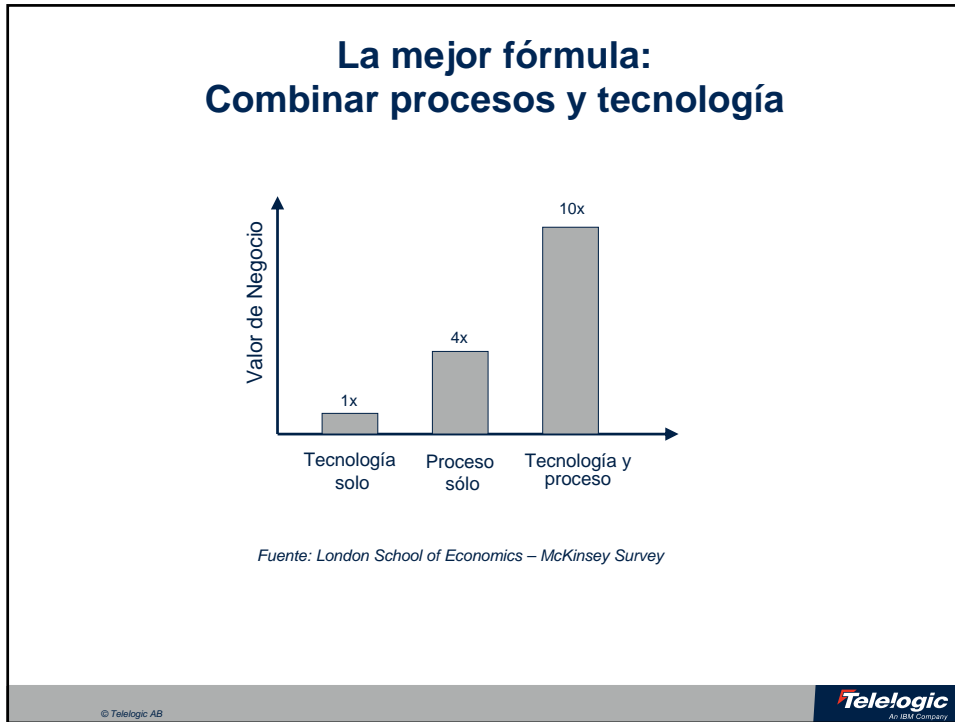 La mejor fórmula:
Combinar procesos y tecnología
Valor de Negocio
10x
4x
1x
Tecnología
solo
Proceso
sólo
Tecnología y
proceso
Fuente: London School of Economics – McKinsey Survey
© Telelogic AB
Telelogic
An IBM Company